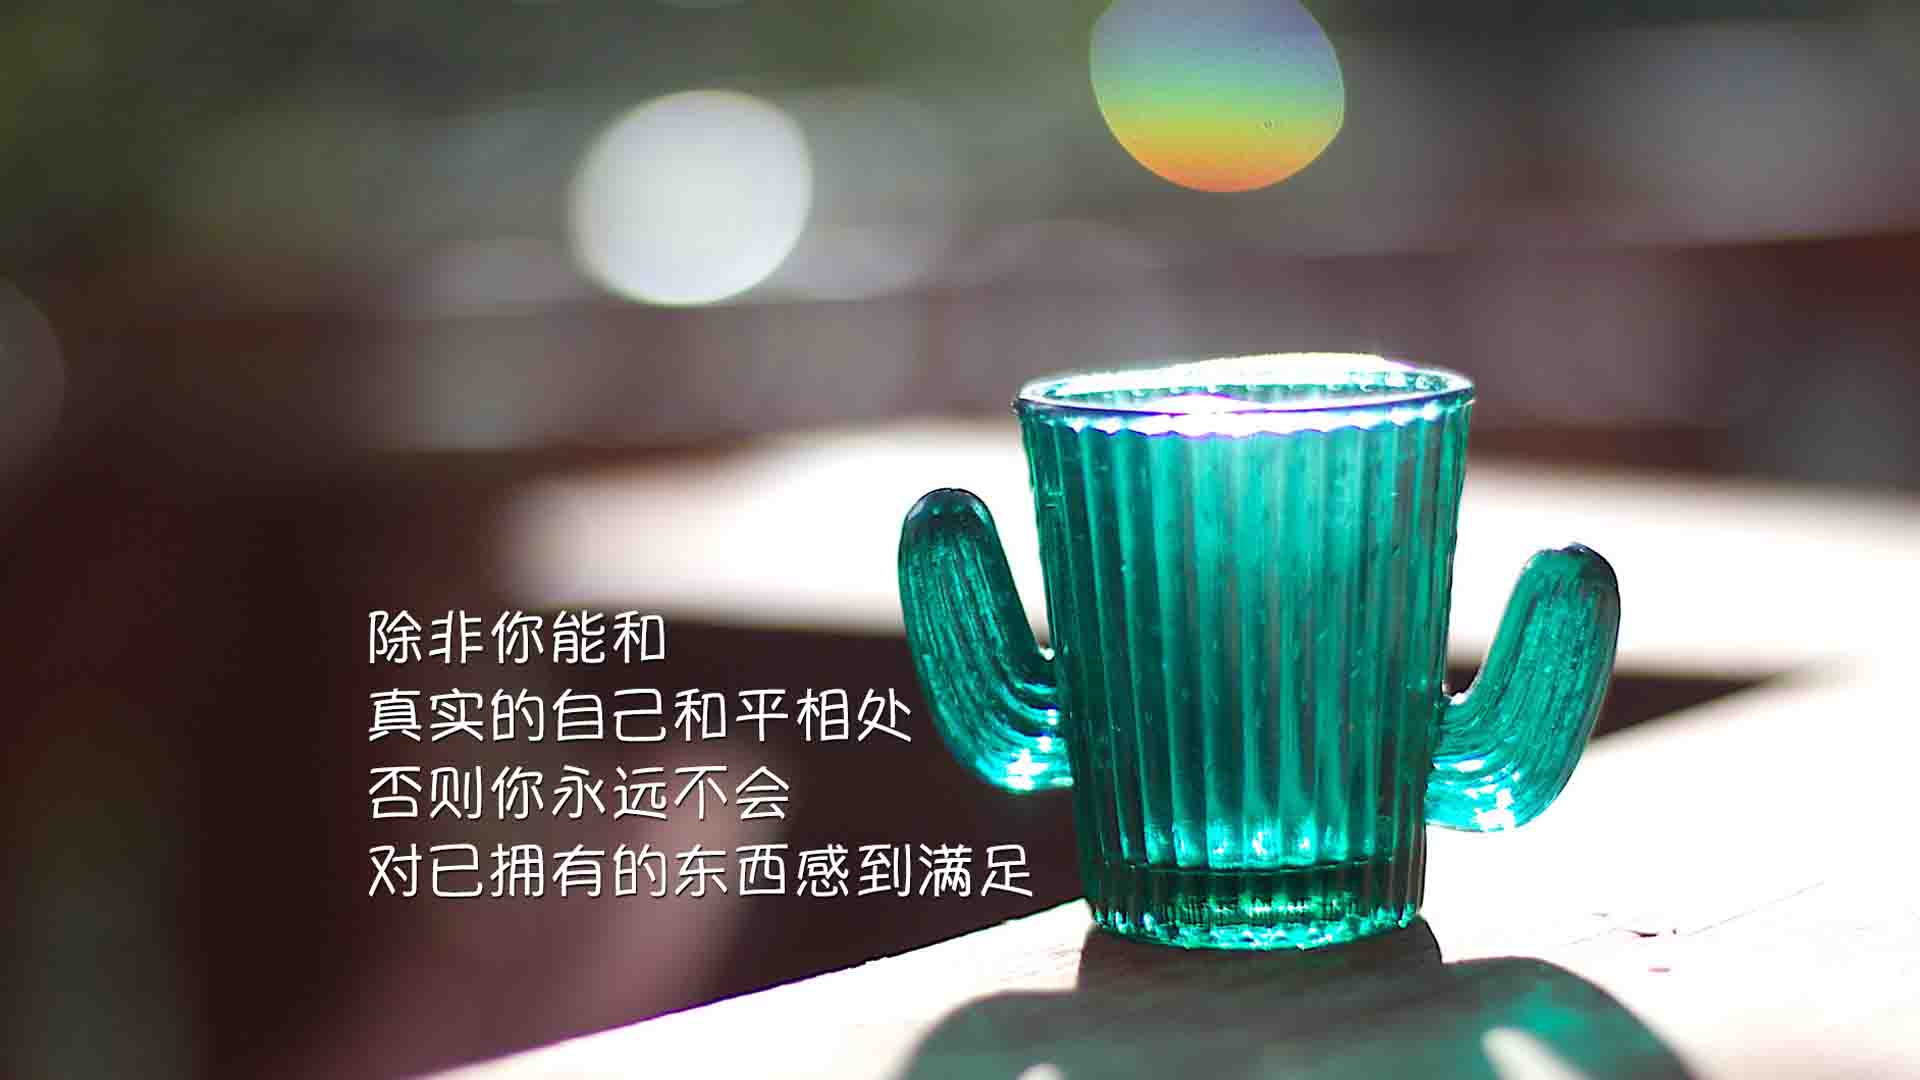 除非你能和
真实的自己和平相处
否则你永远不会
对已拥有的东西感到满足